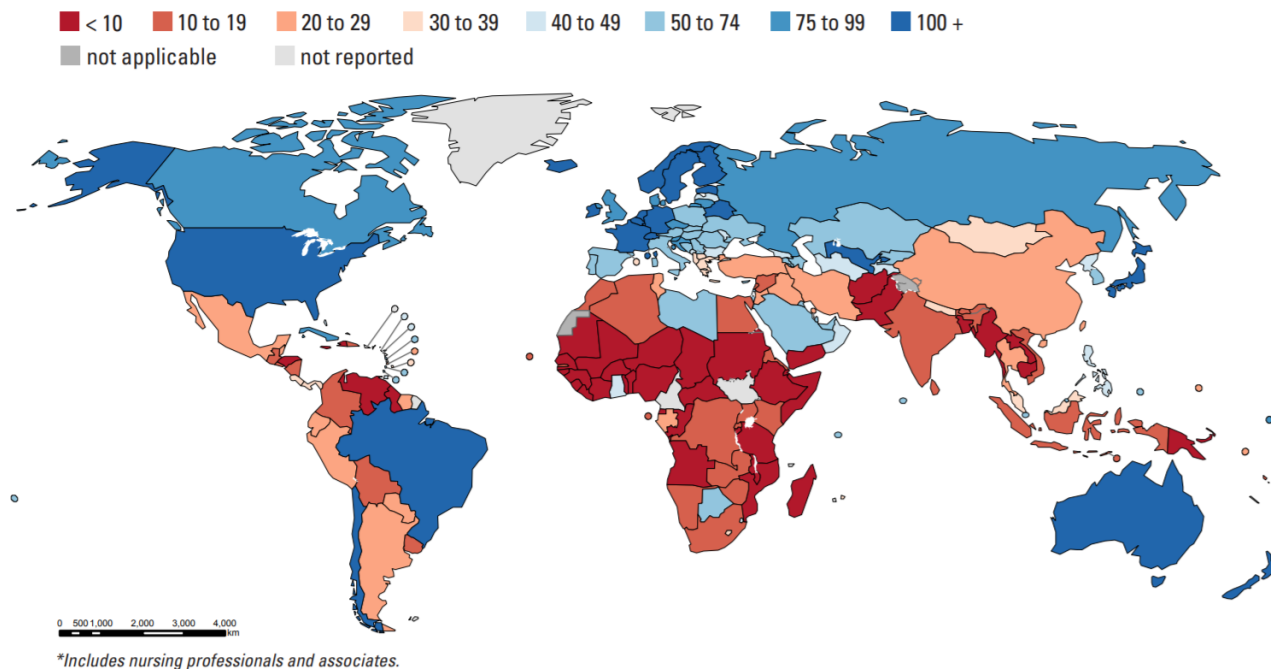 < 10 10 to 19 20 to 29 30 to 39 40 to 49 50 to 74 75 to 99 100 +
not applicable not reported
0 500 1,000 2,000 3,000 4,000
km
*Includes nursing professionals and associates.